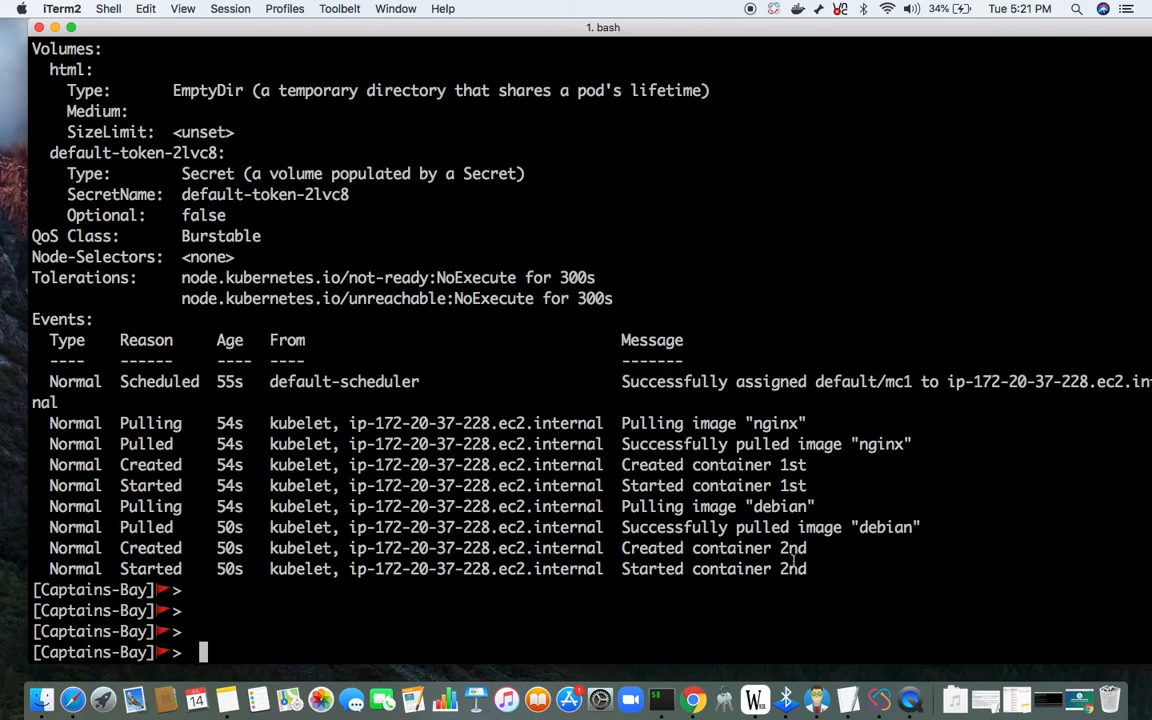 iTerm2 Shell Edit View Session Profiles Toolbelt Window Help 34% Tue 5:21 PM
1. bash
Volumes:
html:
Type: EmptyDir (a temporary directory that shares a pod's lifetime)
Medium:
SizeLimit: <unset>
default-token-2lvc8:
Type: Secret (a volume populated by a Secret)
SecretName: default-token-2lvc8
Optional: false
QoS Class: Burstable
Node-Selectors: <none>
Tolerations: node.kubernetes.io/not-ready:NoExecute for 300s
node.kubernetes.io/unreachable:NoExecute for 300s
Events:
Type Reason Age From Message
---- ------ ---- ---- -------
Normal Scheduled 55s default-scheduler Successfully assigned default/mc1 to ip-172-20-37-228.ec2.in
nal
Normal Pulling 54s kubelet, ip-172-20-37-228.ec2.internal Pulling image "nginx"
Normal Pulled 54s kubelet, ip-172-20-37-228.ec2.internal Successfully pulled image "nginx"
Normal Created 54s kubelet, ip-172-20-37-228.ec2.internal Created container 1st
Normal Started 54s kubelet, ip-172-20-37-228.ec2.internal Started container 1st
Normal Pulling 54s kubelet, ip-172-20-37-228.ec2.internal Pulling image "debian"
Normal Pulled 50s kubelet, ip-172-20-37-228.ec2.internal Successfully pulled image "debian"
Normal Created 50s kubelet, ip-172-20-37-228.ec2.internal Created container 2nd
Normal Started 50s kubelet, ip-172-20-37-228.ec2.internal Started container 2nd
[Captains-Bay]🚩 >
[Captains-Bay]🚩 >
[Captains-Bay]🚩 >
[Captains-Bay]🚩 >